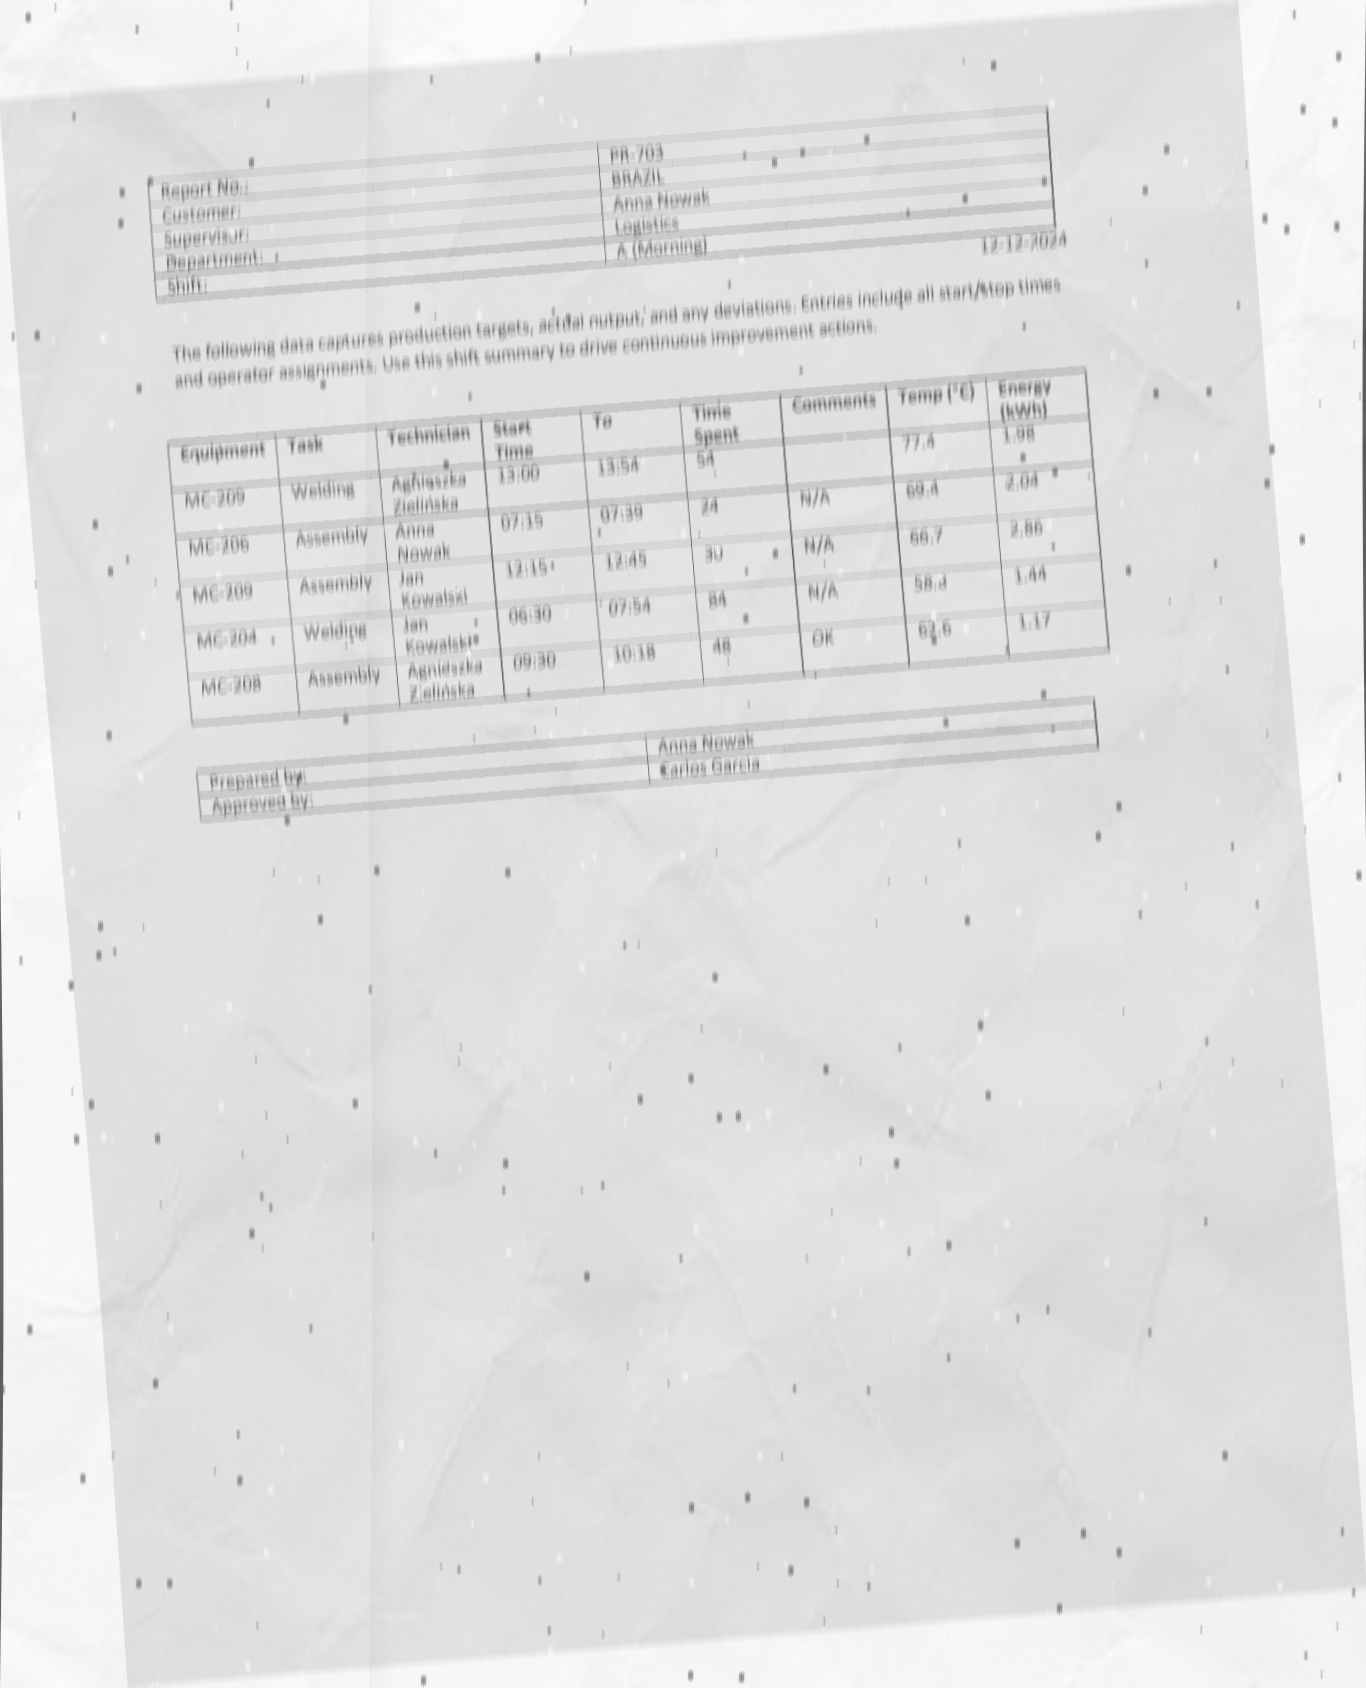 Report No.: PR-703
Customer: BRAZIL
Supervisor: Anna Nowak
Department: Logistics
Shift: A (Morning)
12-12-2024
The following data captures production targets, actual output, and any deviations. Entries include all start/stop times
and operator assignments. Use this shift summary to drive continuous improvement actions.
Equipment Task Technician Start Time To Time Spent Comments Temp (°C) Energy (kWh)
MC-209 Welding Agnieszka Zielińska 13:00 13:54 54 77.4 1.98
MC-206 Assembly Anna Nowak 07:15 07:39 24 N/A 69.4 2.04
MC-209 Assembly Jan Kowalski 12:15 12:45 30 N/A 66.7 2.86
MC-204 Welding Jan Kowalski 06:30 07:54 84 N/A 1.44
MC-208 Assembly Agnieszka Zielińska 09:30 10:18 48 OK 62.6 1.17
Prepared by: Anna Nowak
Approved by: Carlos Garcia